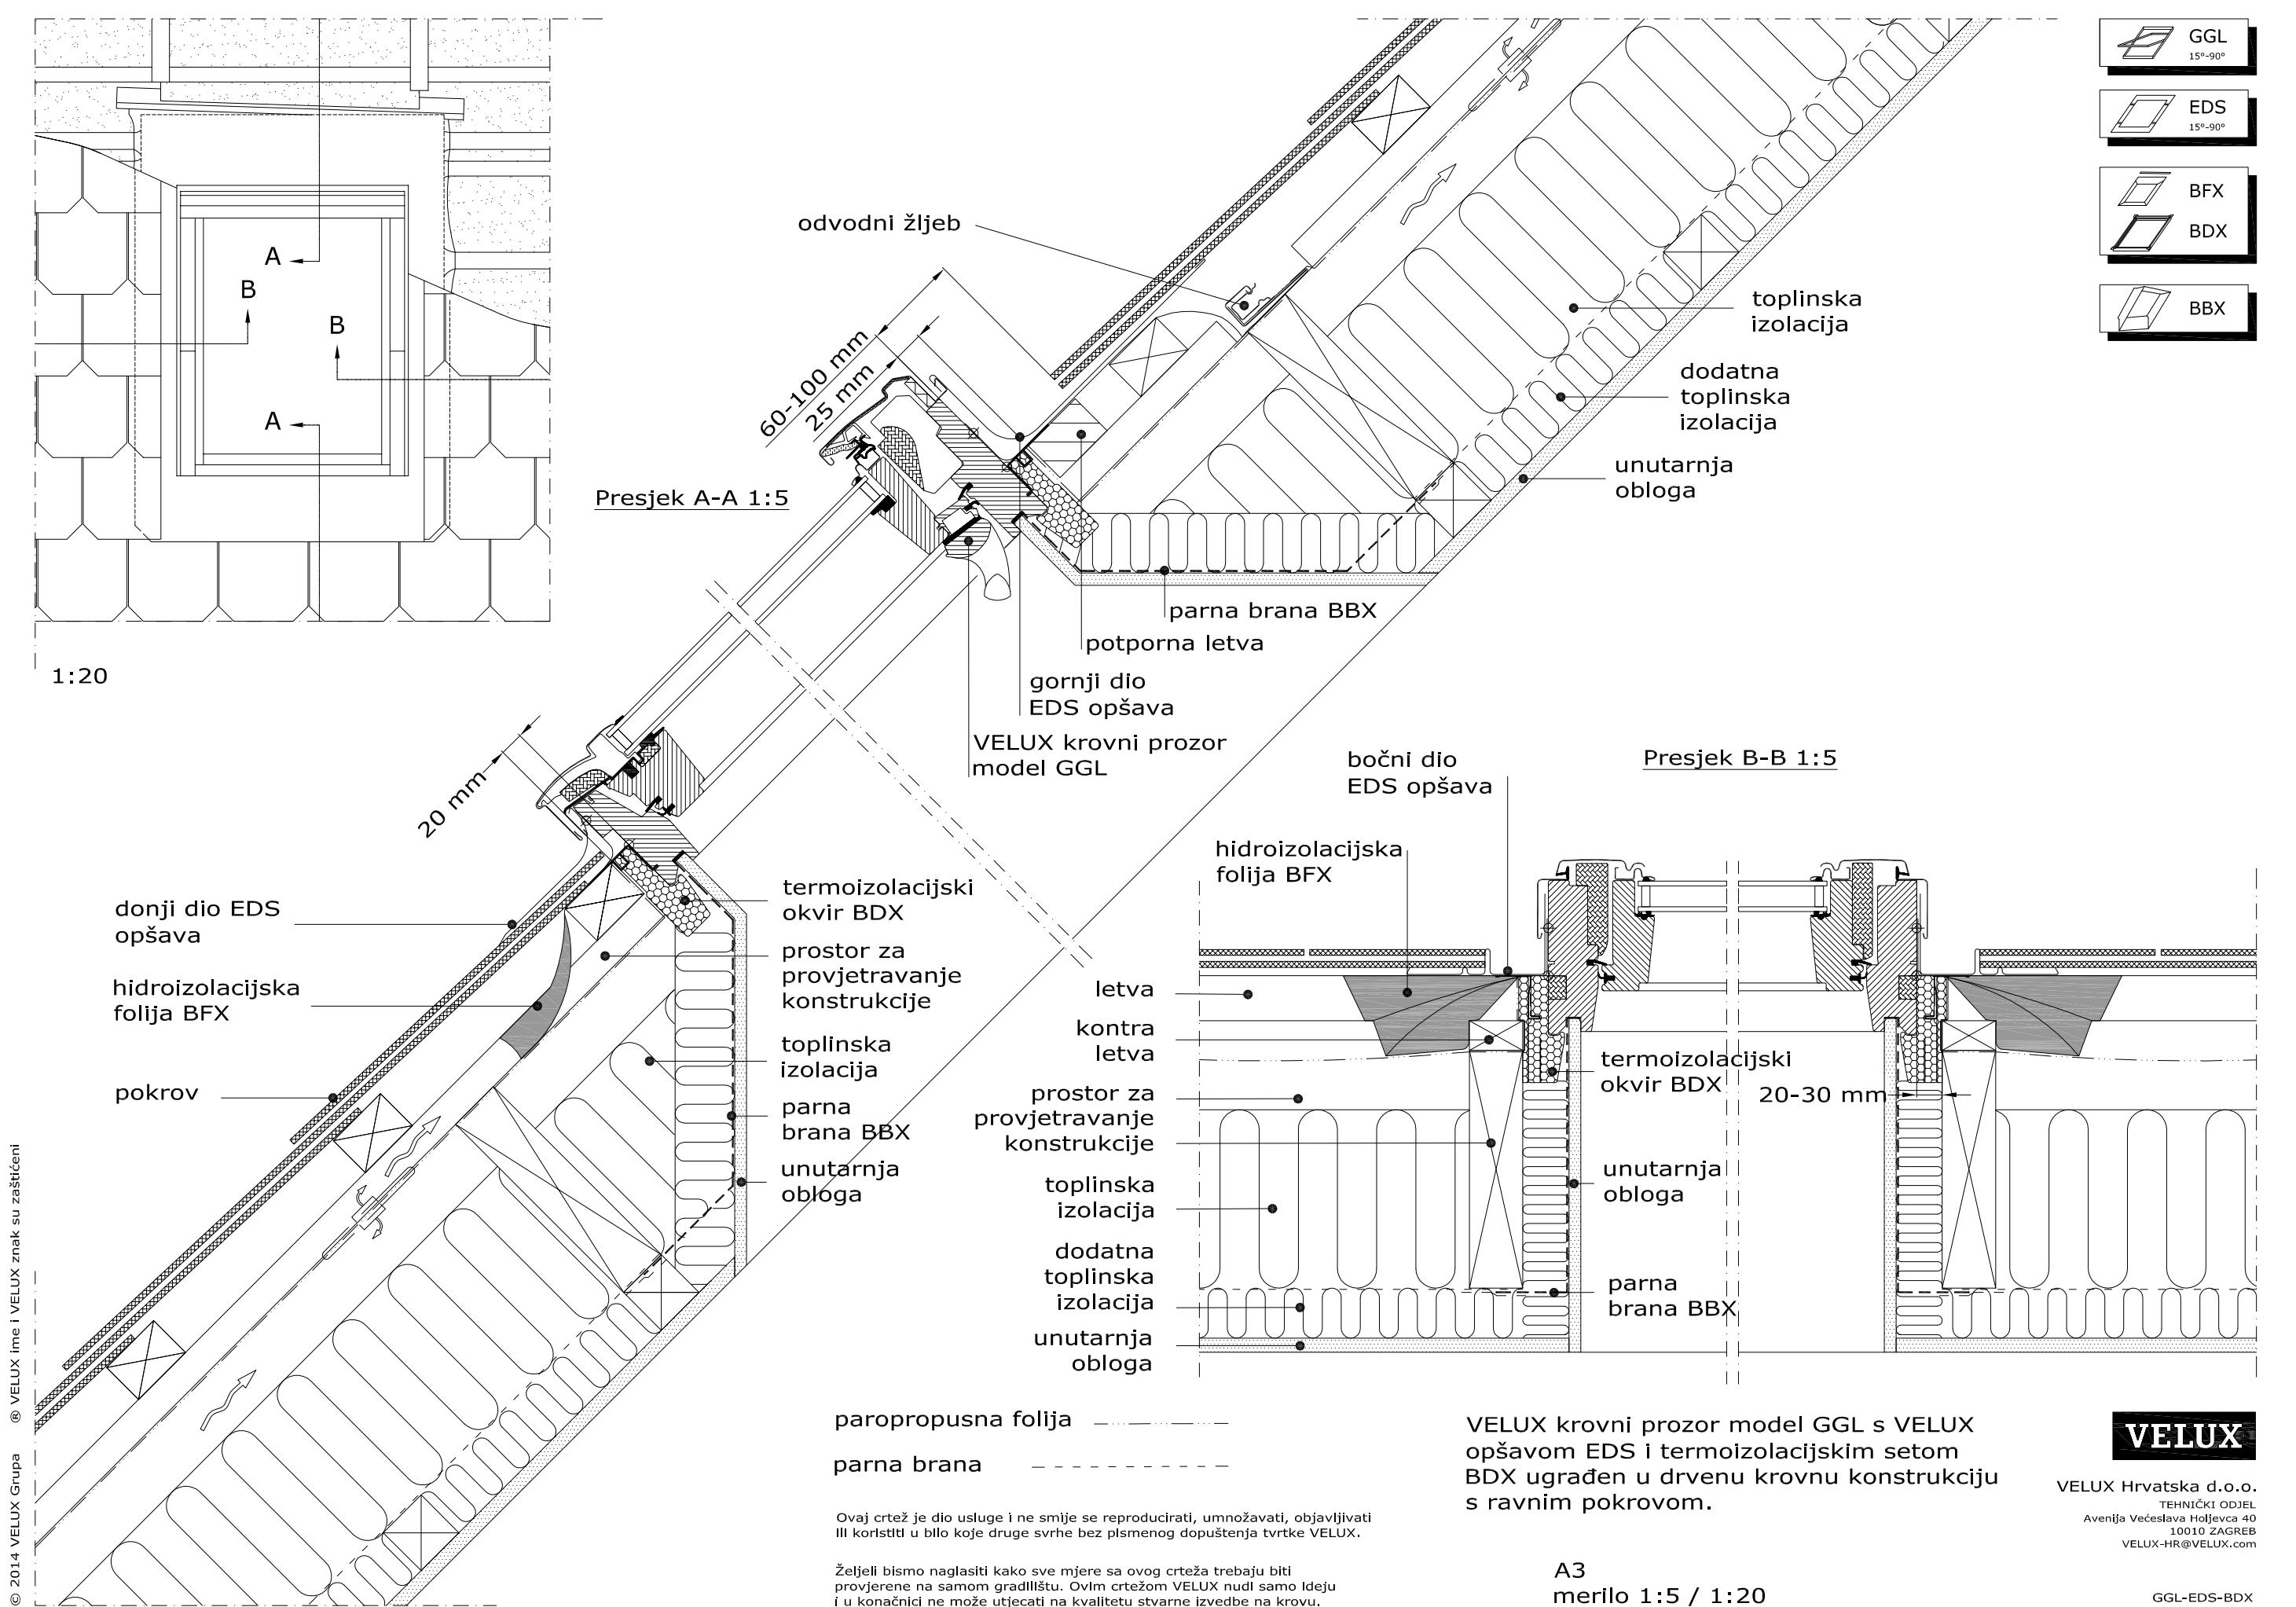 A
B
B
A
1:20
Presjek A-A 1:5
odvodni žljeb
60-100 mm
25 mm
toplinska
izolacija
dodatna
toplinska
izolacija
unutarnja
obloga
parna brana BBX
potporna letva
gornji dio
EDS opšava
VELUX krovni prozor
model GGL
20 mm
donji dio EDS
opšava
hidroizolacijska
folija BFX
pokrov
termoizolacijski
okvir BDX
prostor za
provjetravanje
konstrukcije
toplinska
izolacija
parna
brana BBX
unutarnja
obloga
GGL
15°-90°
EDS
15°-90°
BFX
BDX
BBX
Presjek B-B 1:5
bočni dio
EDS opšava
hidroizolacijska
folija BFX
letva
kontra
letva
prostor za
provjetravanje
konstrukcije
toplinska
izolacija
dodatna
toplinska
izolacija
unutarnja
obloga
termoizolacijski
okvir BDX
20-30 mm
unutarnja
obloga
parna
brana BBX
paropropusna folija
parna brana
Ovaj crtež je dio usluge i ne smije se reproducirati, umnožavati, objavljivati
ili koristiti u bilo koje druge svrhe bez pismenog dopuštenja tvrtke VELUX.
Željeli bismo naglasiti kako sve mjere sa ovog crteža trebaju biti
provjerene na samom gradilištu. Ovim crtežom VELUX nudi samo ideju
i u konačnici ne može utjecati na kvalitetu stvarne izvedbe na krovu.
VELUX krovni prozor model GGL s VELUX
opšavom EDS i termoizolacijskim setom
BDX ugrađen u drvenu krovnu konstrukciju
s ravnim pokrovom.
A3
merilo 1:5 / 1:20
VELUX
VELUX Hrvatska d.o.o.
TEHNIČKI ODJEL
Avenija Većeslava Holjevca 40
10010 ZAGREB
VELUX-HR@VELUX.com
GGL-EDS-BDX
© 2014 VELUX Grupa ® VELUX ime i VELUX znak su zaštićeni